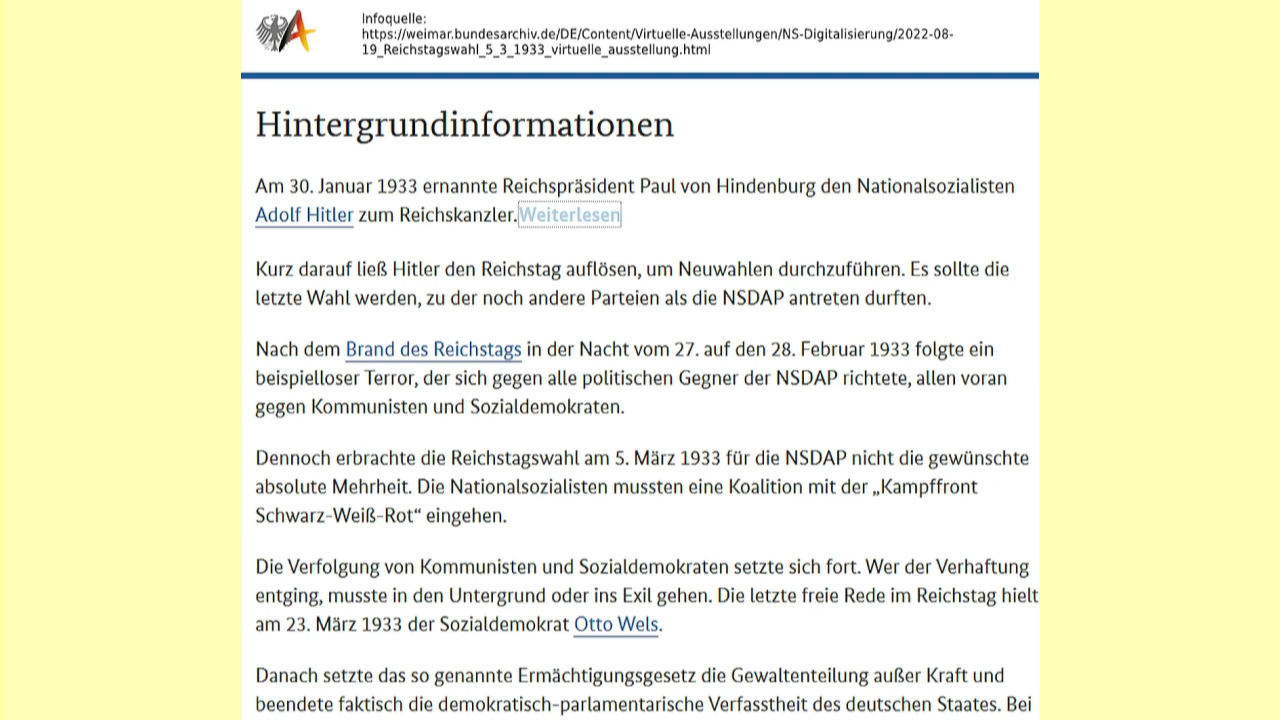 Infoquelle:
https://weimar.bundesarchiv.de/DE/Content/Virtuelle-Ausstellungen/NS-Digitalisierung/2022-08-
19_Reichstagswahl_5_3_1933_virtuelle_ausstellung.html
Hintergrundinformationen
Am 30. Januar 1933 ernannte Reichspräsident Paul von Hindenburg den Nationalsozialisten
Adolf Hitler zum Reichskanzler.Weiterlesen
Kurz darauf ließ Hitler den Reichstag auflösen, um Neuwahlen durchzuführen. Es sollte die
letzte Wahl werden, zu der noch andere Parteien als die NSDAP antreten durften.
Nach dem Brand des Reichstags in der Nacht vom 27. auf den 28. Februar 1933 folgte ein
beispielloser Terror, der sich gegen alle politischen Gegner der NSDAP richtete, allen voran
gegen Kommunisten und Sozialdemokraten.
Dennoch erbrachte die Reichstagswahl am 5. März 1933 für die NSDAP nicht die gewünschte
absolute Mehrheit. Die Nationalsozialisten mussten eine Koalition mit der „Kampffront
Schwarz-Weiß-Rot“ eingehen.
Die Verfolgung von Kommunisten und Sozialdemokraten setzte sich fort. Wer der Verhaftung
entging, musste in den Untergrund oder ins Exil gehen. Die letzte freie Rede im Reichstag hielt
am 23. März 1933 der Sozialdemokrat Otto Wels.
Danach setzte das so genannte Ermächtigungsgesetz die Gewaltenteilung außer Kraft und
beendete faktisch die demokratisch-parlamentarische Verfasstheit des deutschen Staates. Bei